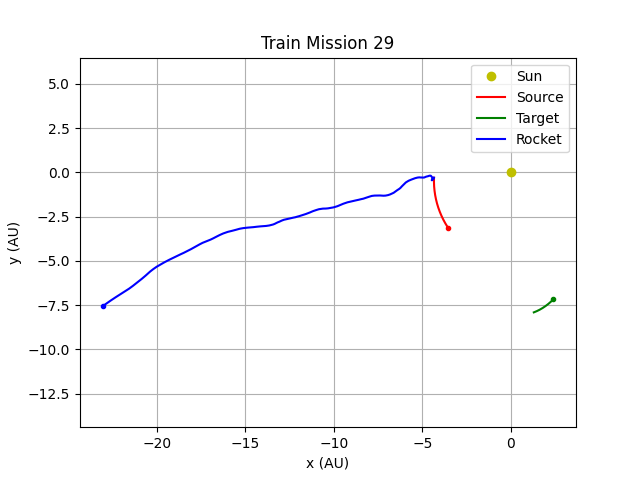 Train Mission 29
Sun
Source
Target
Rocket
5.0
2.5
0.0
−2.5
−5.0
−7.5
−10.0
−12.5
y (AU)
−20
−15
−10
−5
0
x (AU)